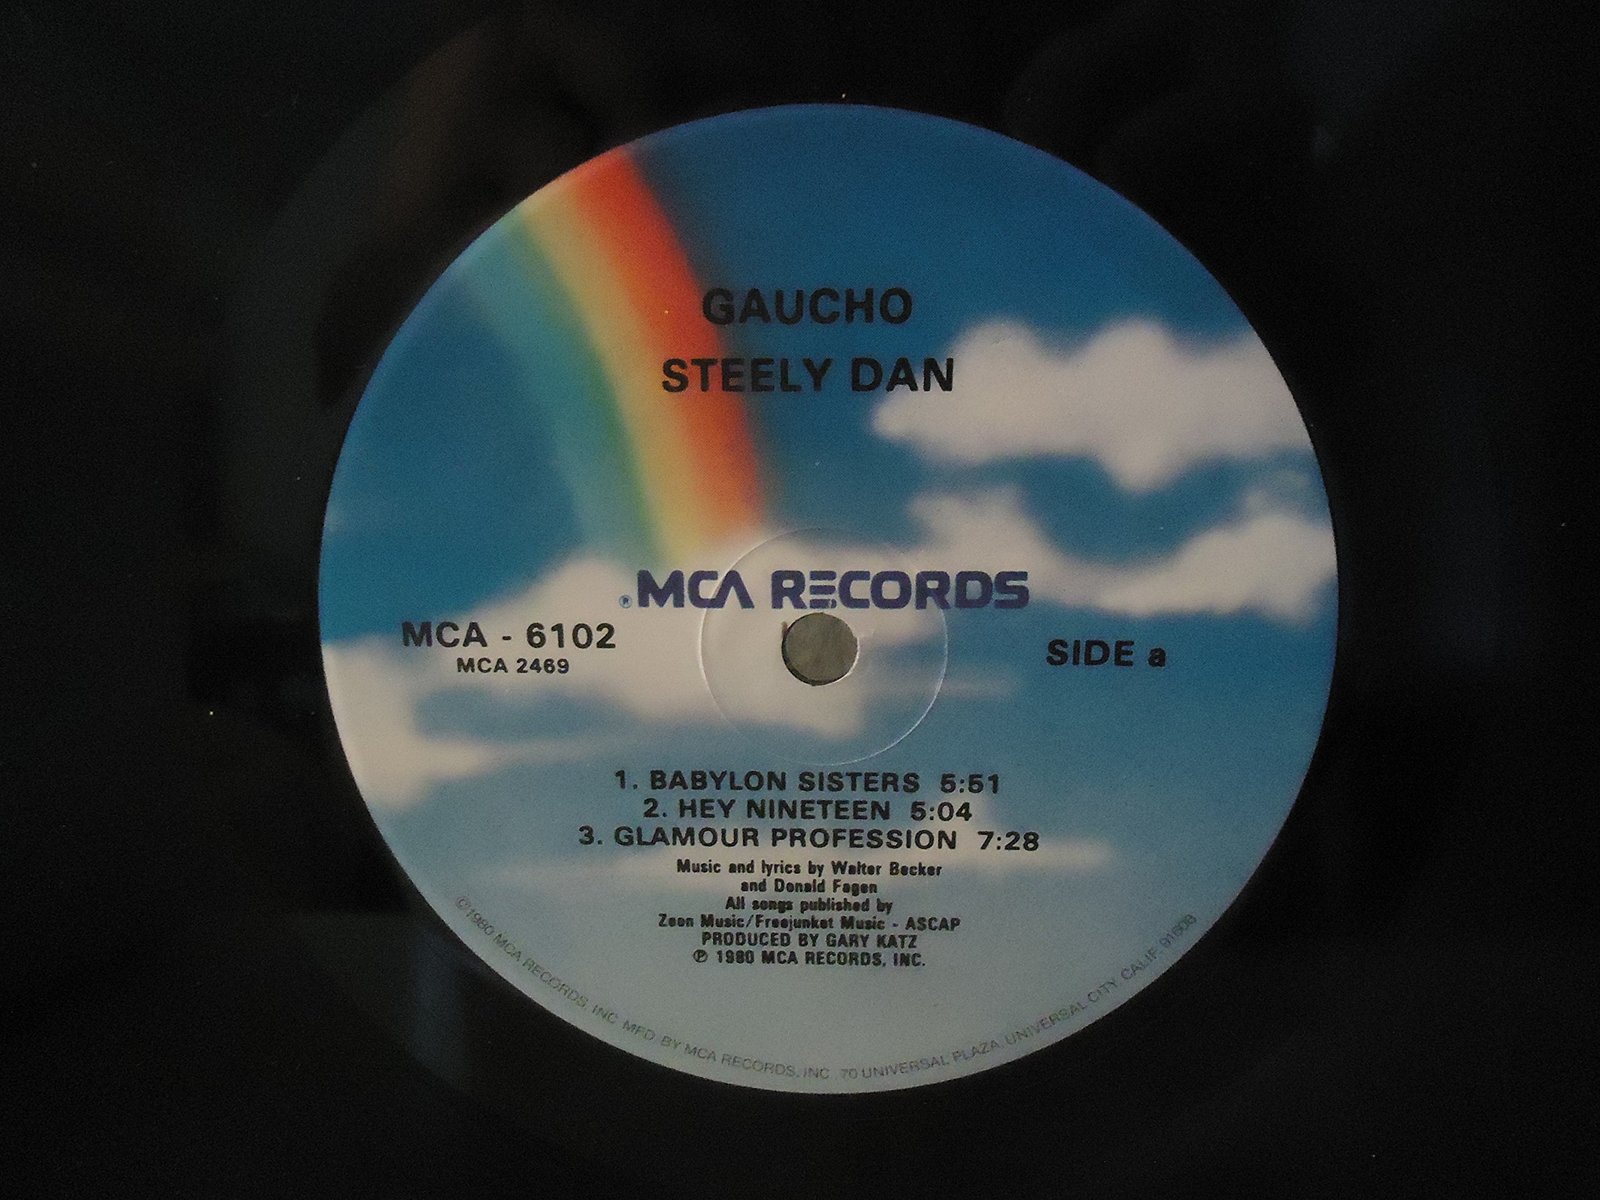 GAUCHO
STEELY DAN
® MCA RECORDS
MCA - 6102
MCA 2469
SIDE a
1. BABYLON SISTERS 5:51
2. HEY NINETEEN 5:04
3. GLAMOUR PROFESSION 7:28
Music and lyrics by Walter Becker
and Donald Fagen
All songs published by
Zeon Music/Freejunket Music - ASCAP
PRODUCED BY GARY KATZ
℗ 1980 MCA RECORDS, INC.
©1980 MCA RECORDS, INC. MFD. BY MCA RECORDS, INC. 70 UNIVERSAL PLAZA, UNIVERSAL CITY, CALIF. 91608